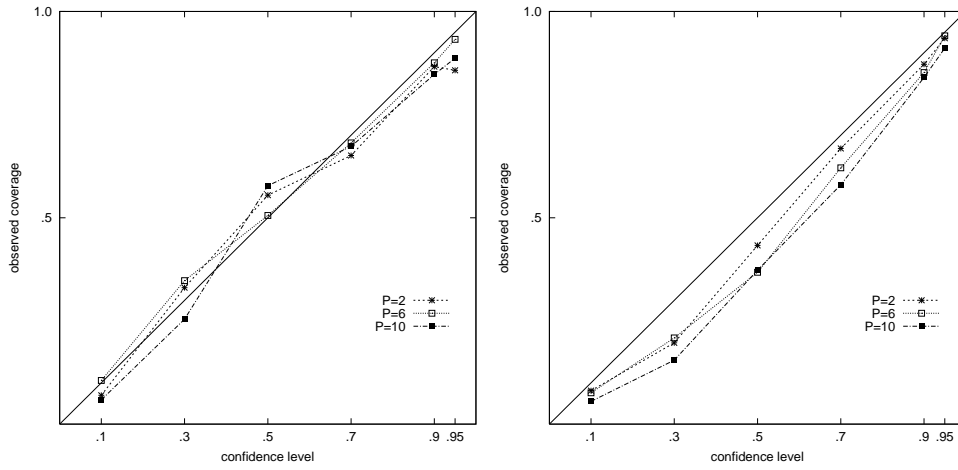 1.0
observed coverage
.5
P=2
P=6
P=10
.1 .3 .5 .7 .9 .95
confidence level
1.0
observed coverage
.5
P=2
P=6
P=10
.1 .3 .5 .7 .9 .95
confidence level